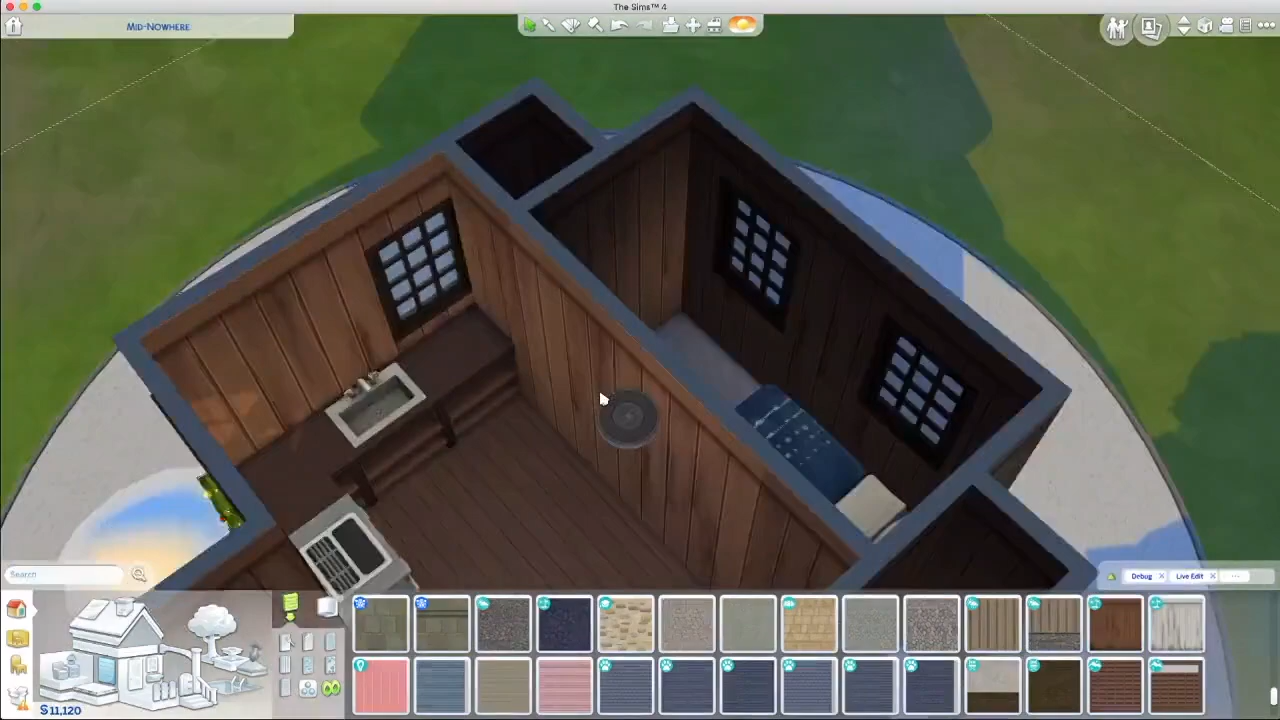 The Sims™ 4
Mid-Nowhere
Search
Debug
Live Edit
$11,120